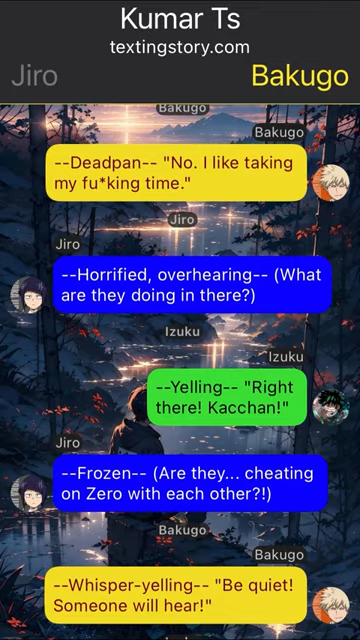 Kumar Ts
textingstory.com
Jiro
Bakugo
Bakugo
Bakugo
--Deadpan-- "No. I like taking
my fu*king time."
Jiro
Jiro
--Horrified, overhearing-- (What
are they doing in there?)
Izuku
Izuku
--Yelling-- "Right
there! Kacchan!"
Jiro
--Frozen-- (Are they... cheating
on Zero with each other?!)
Bakugo
Bakugo
--Whisper-yelling-- "Be quiet!
Someone will hear!"